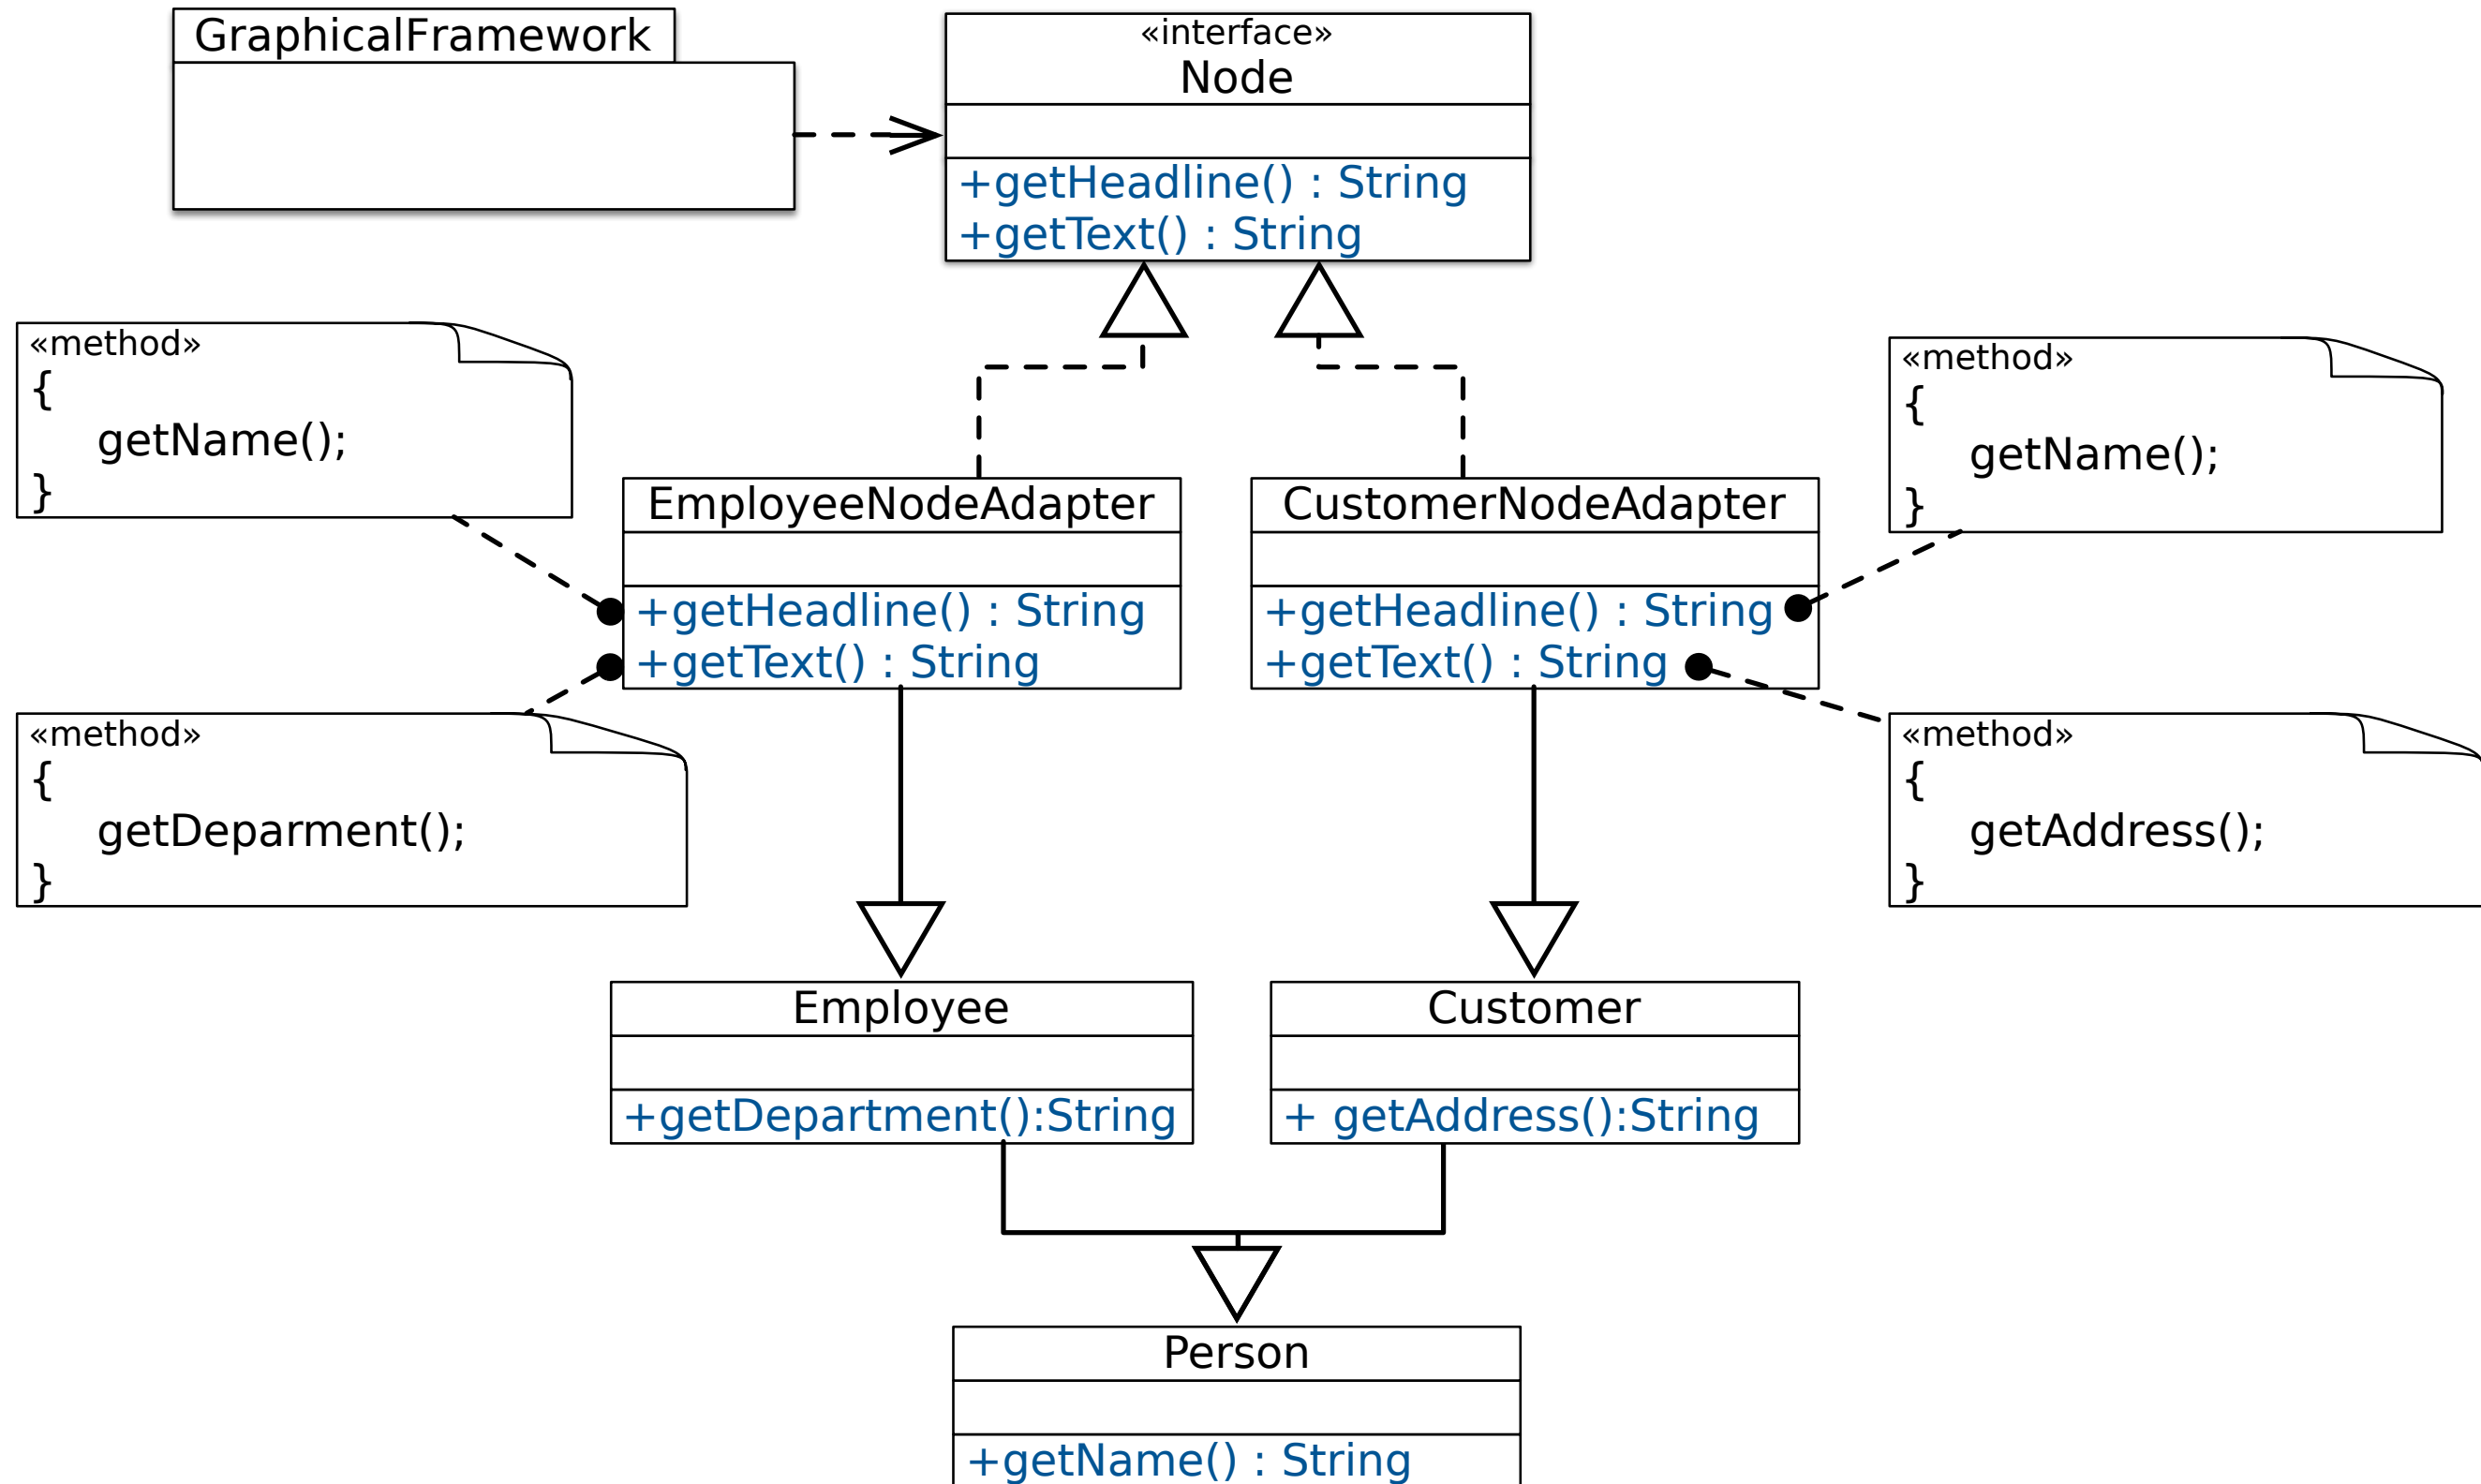 GraphicalFramework
«interface»
Node
+getHeadline() : String
+getText() : String
«method»
{
getName();
}
«method»
{
getName();
}
EmployeeNodeAdapter
+getHeadline() : String
+getText() : String
CustomerNodeAdapter
+getHeadline() : String
+getText() : String
«method»
{
getDeparment();
}
«method»
{
getAddress();
}
Employee
+getDepartment():String
Customer
+ getAddress():String
Person
+getName() : String